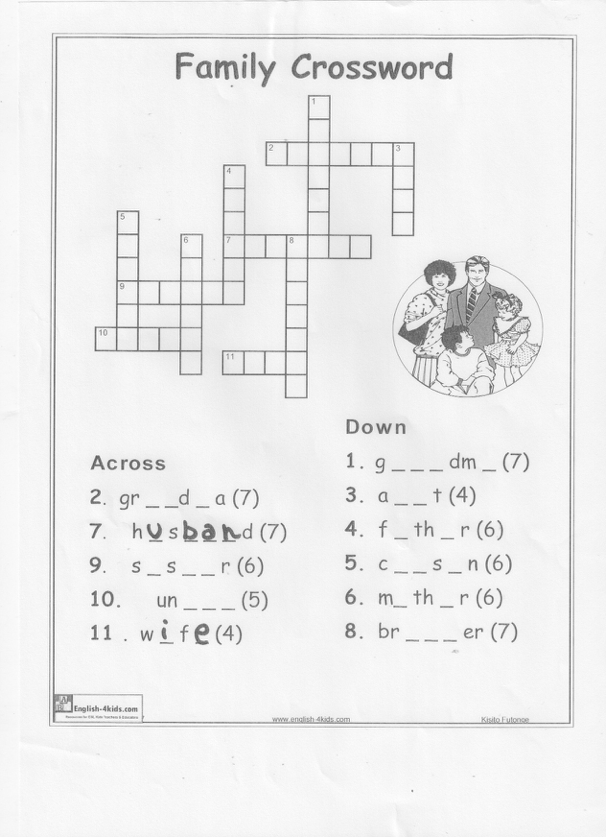 Family Crossword
1
2 3
4
5
6 7 8
9
10
11
Across
2. gr _ _ d _ a (7)
7. husband (7)
9. s _ s _ _ r (6)
10. un _ _ _ (5)
11 . wife (4)
Down
1. g _ _ _ dm _ (7)
3. a _ _ t (4)
4. f _ th _ r (6)
5. c _ _ s _ n (6)
6. m_ th _ r (6)
8. br _ _ _ er (7)
English-4kids.com
www.english-4kids.com
Kisito Futonge